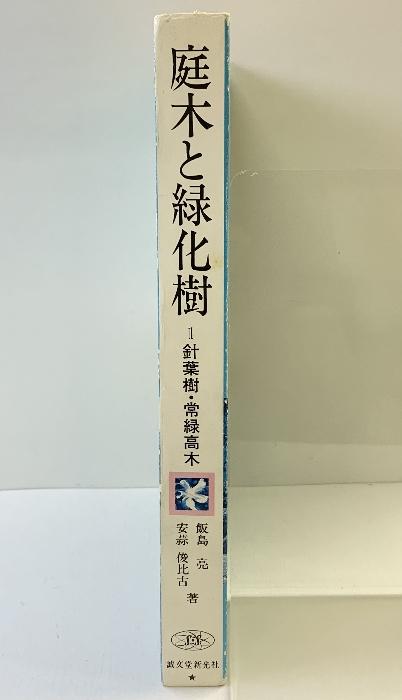 庭木と緑化樹
1 針葉樹・常緑高木
飯島 亮
安蒜 俊比古 著
誠文堂新光社
★